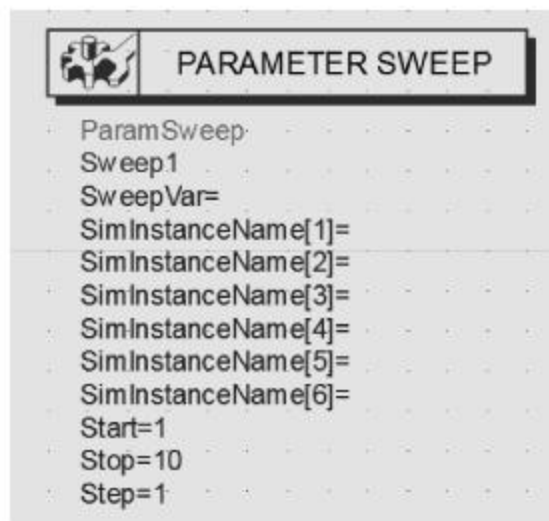 PARAMETER SWEEP
ParamSweep
Sweep1
SweepVar=
SimInstanceName[1]=
SimInstanceName[2]=
SimInstanceName[3]=
SimInstanceName[4]=
SimInstanceName[5]=
SimInstanceName[6]=
Start=1
Stop=10
Step=1